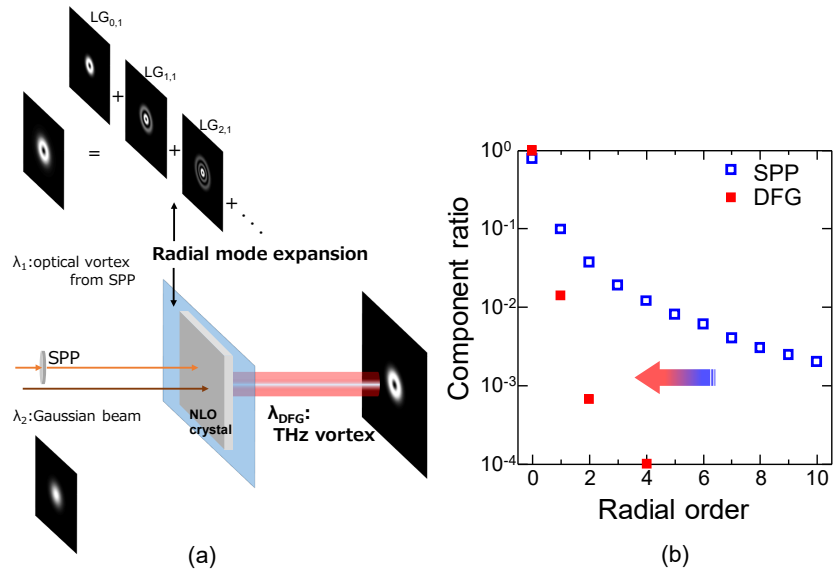 LG0,1
+
LG1,1
=
+
LG2,1
+ . . . .
Radial mode expansion
λ1:optical vortex
from SPP
SPP
λ2:Gaussian beam
NLO
crystal
λDFG:
THz vortex
(a)
10^0
10^-1
10^-2
10^-3
10^-4
Component ratio
SPP
DFG
0 2 4 6 8 10
Radial order
(b)